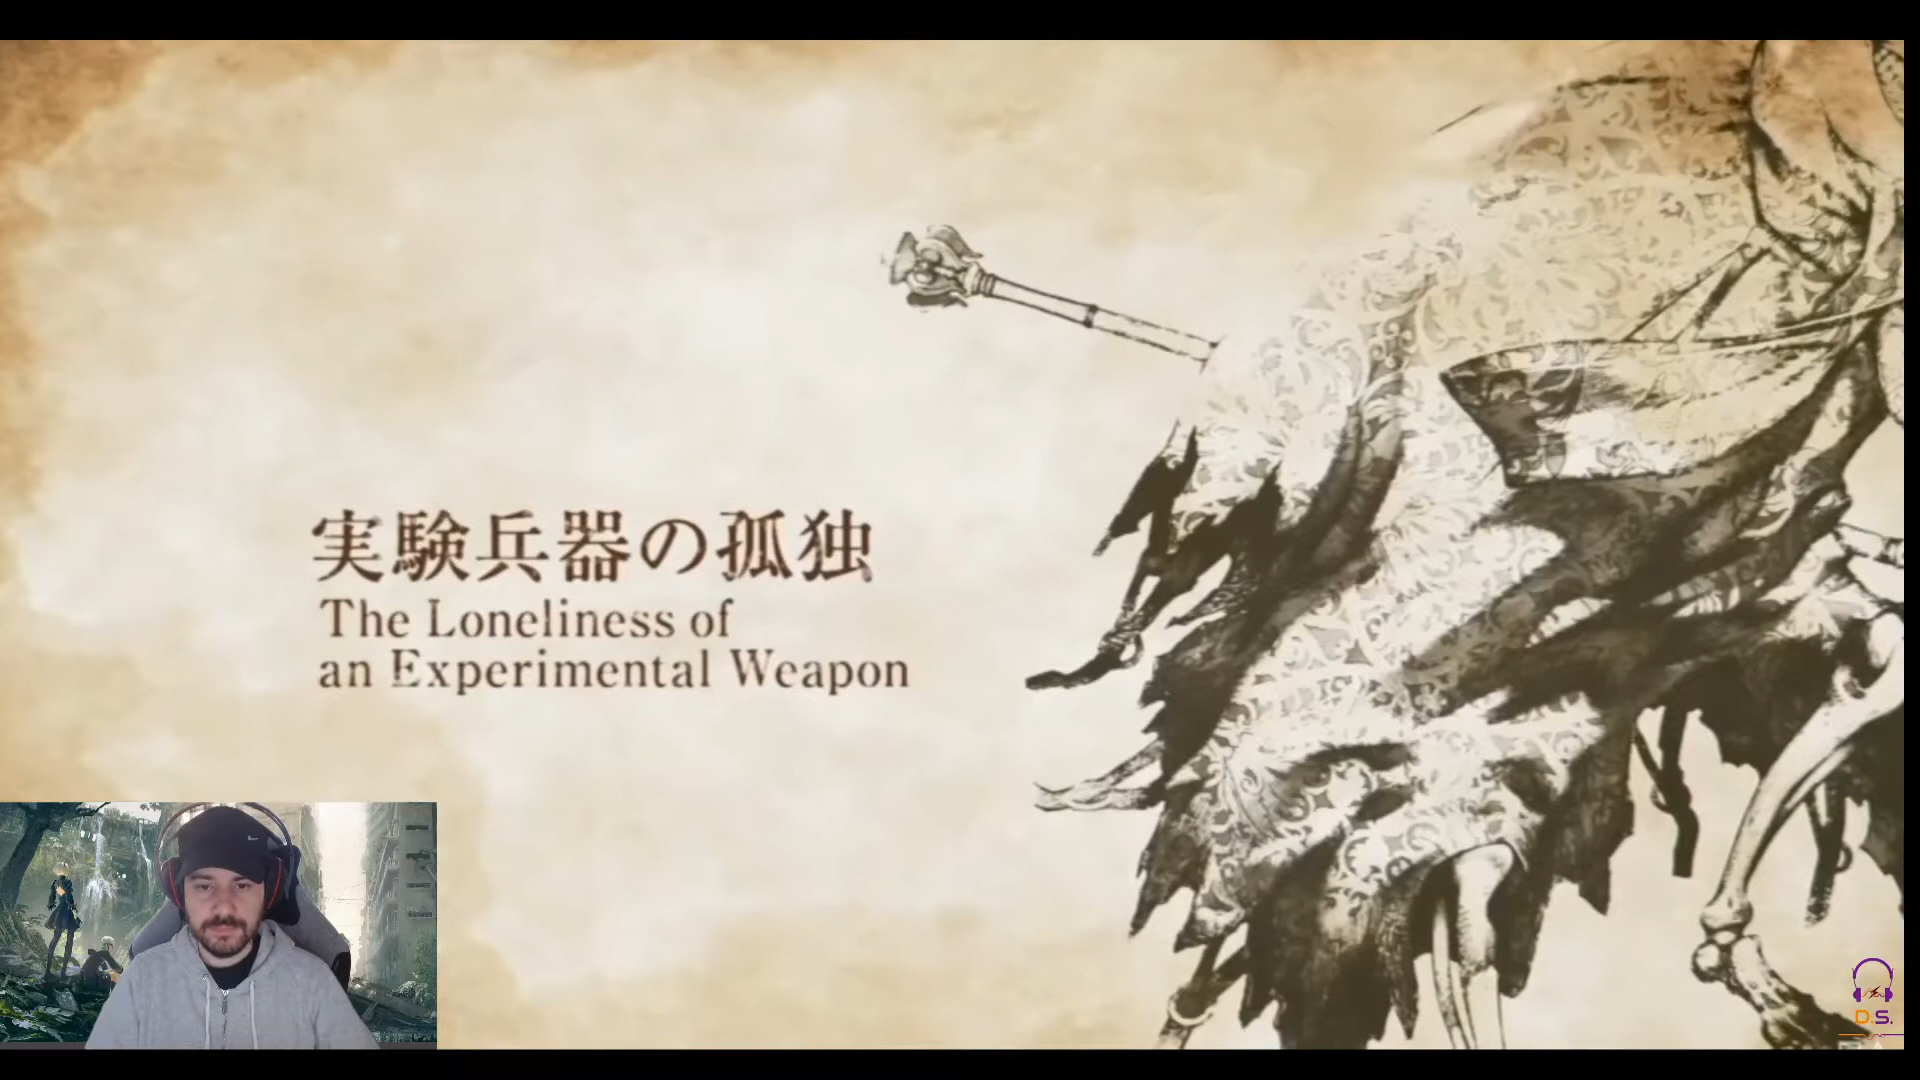 実験兵器の孤独
The Loneliness of
an Experimental Weapon
D.S.